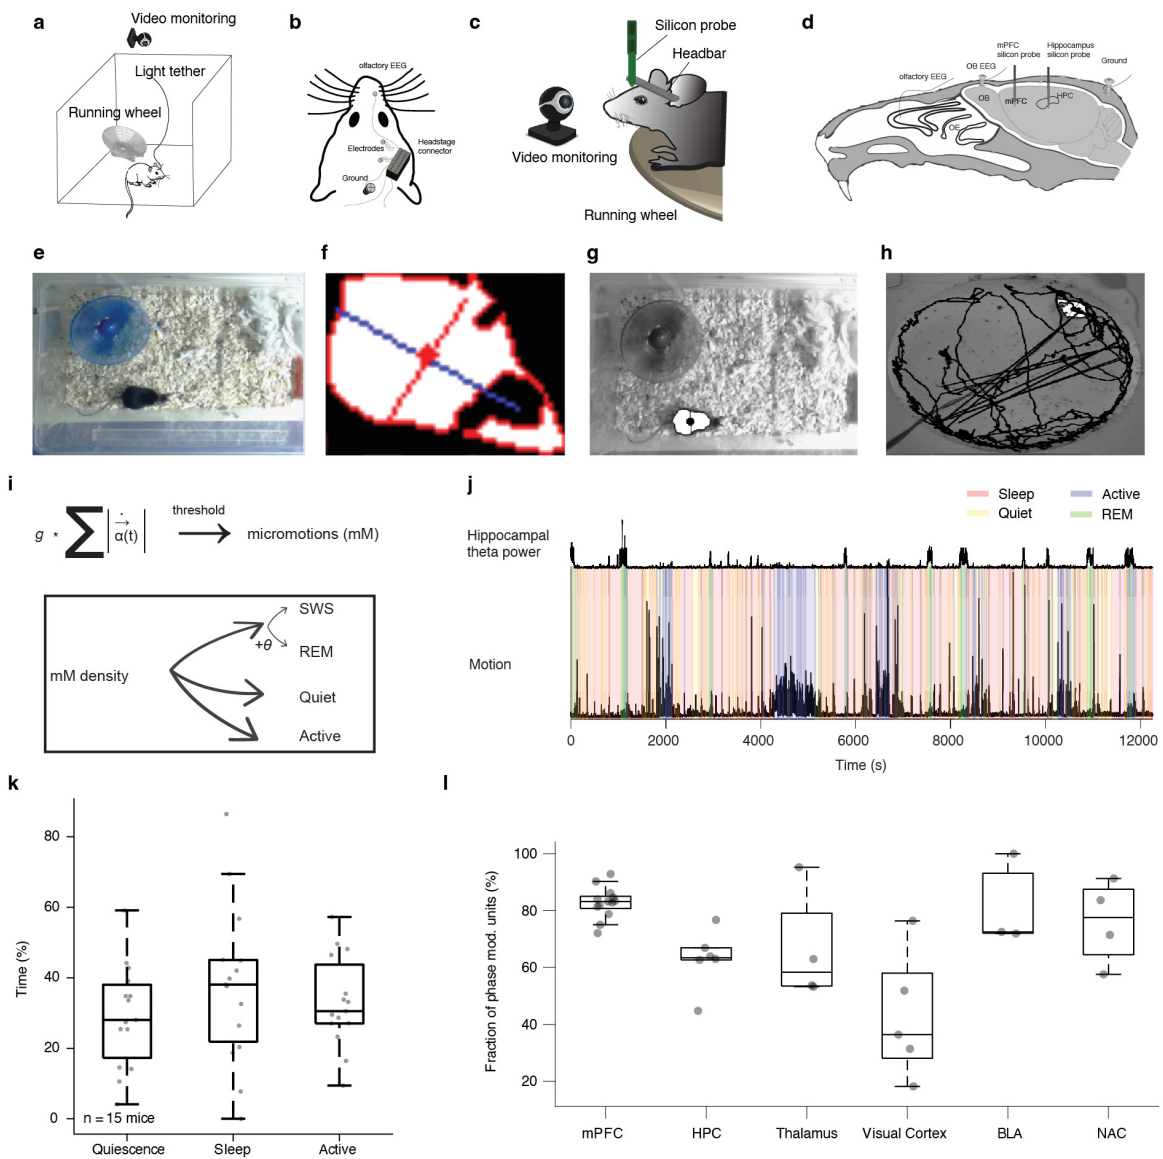 a
Video monitoring
Light tether
Running wheel
b
olfactory EEG
Electrodes
Headstage
connector
Ground
c
Silicon probe
Headbar
Video monitoring
Running wheel
d
mPFC
silicon probe
Hippocampus
silicon probe
OB EEG
Ground
olfactory EEG
OB
mPFC
HPC
OE
e
f
g
h
i
g * ∑ | α(t) |
threshold
micromotions (mM)
mM density
+θ
SWS
REM
Quiet
Active
j
Sleep
Active
Quiet
REM
Hippocampal
theta power
Motion
0 2000 4000 6000 8000 10000 12000
Time (s)
k
Time (%)
80
60
40
20
0
n = 15 mice
Quiescence Sleep Active
l
Fraction of phase mod. units (%)
100
80
60
40
20
mPFC HPC Thalamus Visual Cortex BLA NAC